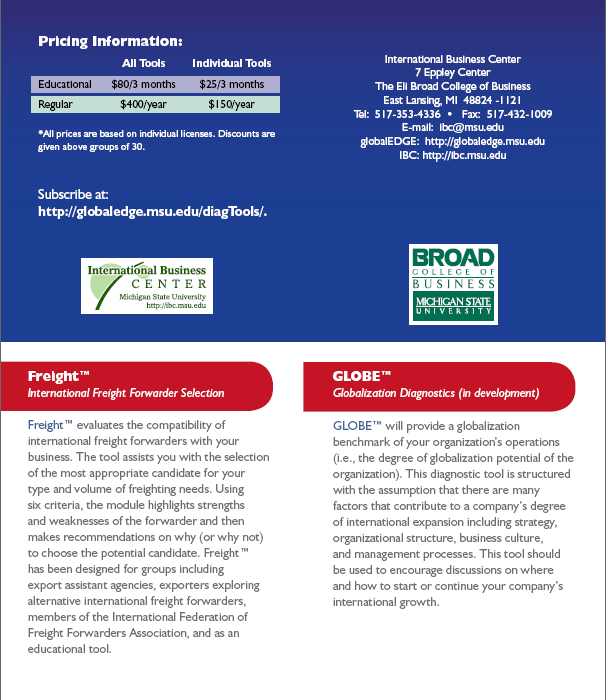 Pricing Information:
All Tools Individual Tools
Educational $80/3 months $25/3 months
Regular $400/year $150/year
*All prices are based on individual licenses. Discounts are
given above groups of 30.
Subscribe at:
http://globaledge.msu.edu/diagTools/.
International Business
CENTER
Michigan State University
http://ibc.msu.edu
International Business Center
7 Eppley Center
The Eli Broad College of Business
East Lansing, MI 48824 -1121
Tel: 517-353-4336 • Fax: 517-432-1009
E-mail: ibc@msu.edu
globalEDGE: http://globaledge.msu.edu
IBC: http://ibc.msu.edu
BROAD
COLLEGE OF
BUSINESS
MICHIGAN STATE
UNIVERSITY
Freight™
International Freight Forwarder Selection
Freight™ evaluates the compatibility of
international freight forwarders with your
business. The tool assists you with the selection
of the most appropriate candidate for your
type and volume of freighting needs. Using
six criteria, the module highlights strengths
and weaknesses of the forwarder and then
makes recommendations on why (or why not)
to choose the potential candidate. Freight™
has been designed for groups including
export assistant agencies, exporters exploring
alternative international freight forwarders,
members of the International Federation of
Freight Forwarders Association, and as an
educational tool.
GLOBE™
Globalization Diagnostics (in development)
GLOBE™ will provide a globalization
benchmark of your organization's operations
(i.e., the degree of globalization potential of the
organization). This diagnostic tool is structured
with the assumption that there are many
factors that contribute to a company's degree
of international expansion including strategy,
organizational structure, business culture,
and management processes. This tool should
be used to encourage discussions on where
and how to start or continue your company's
international growth.